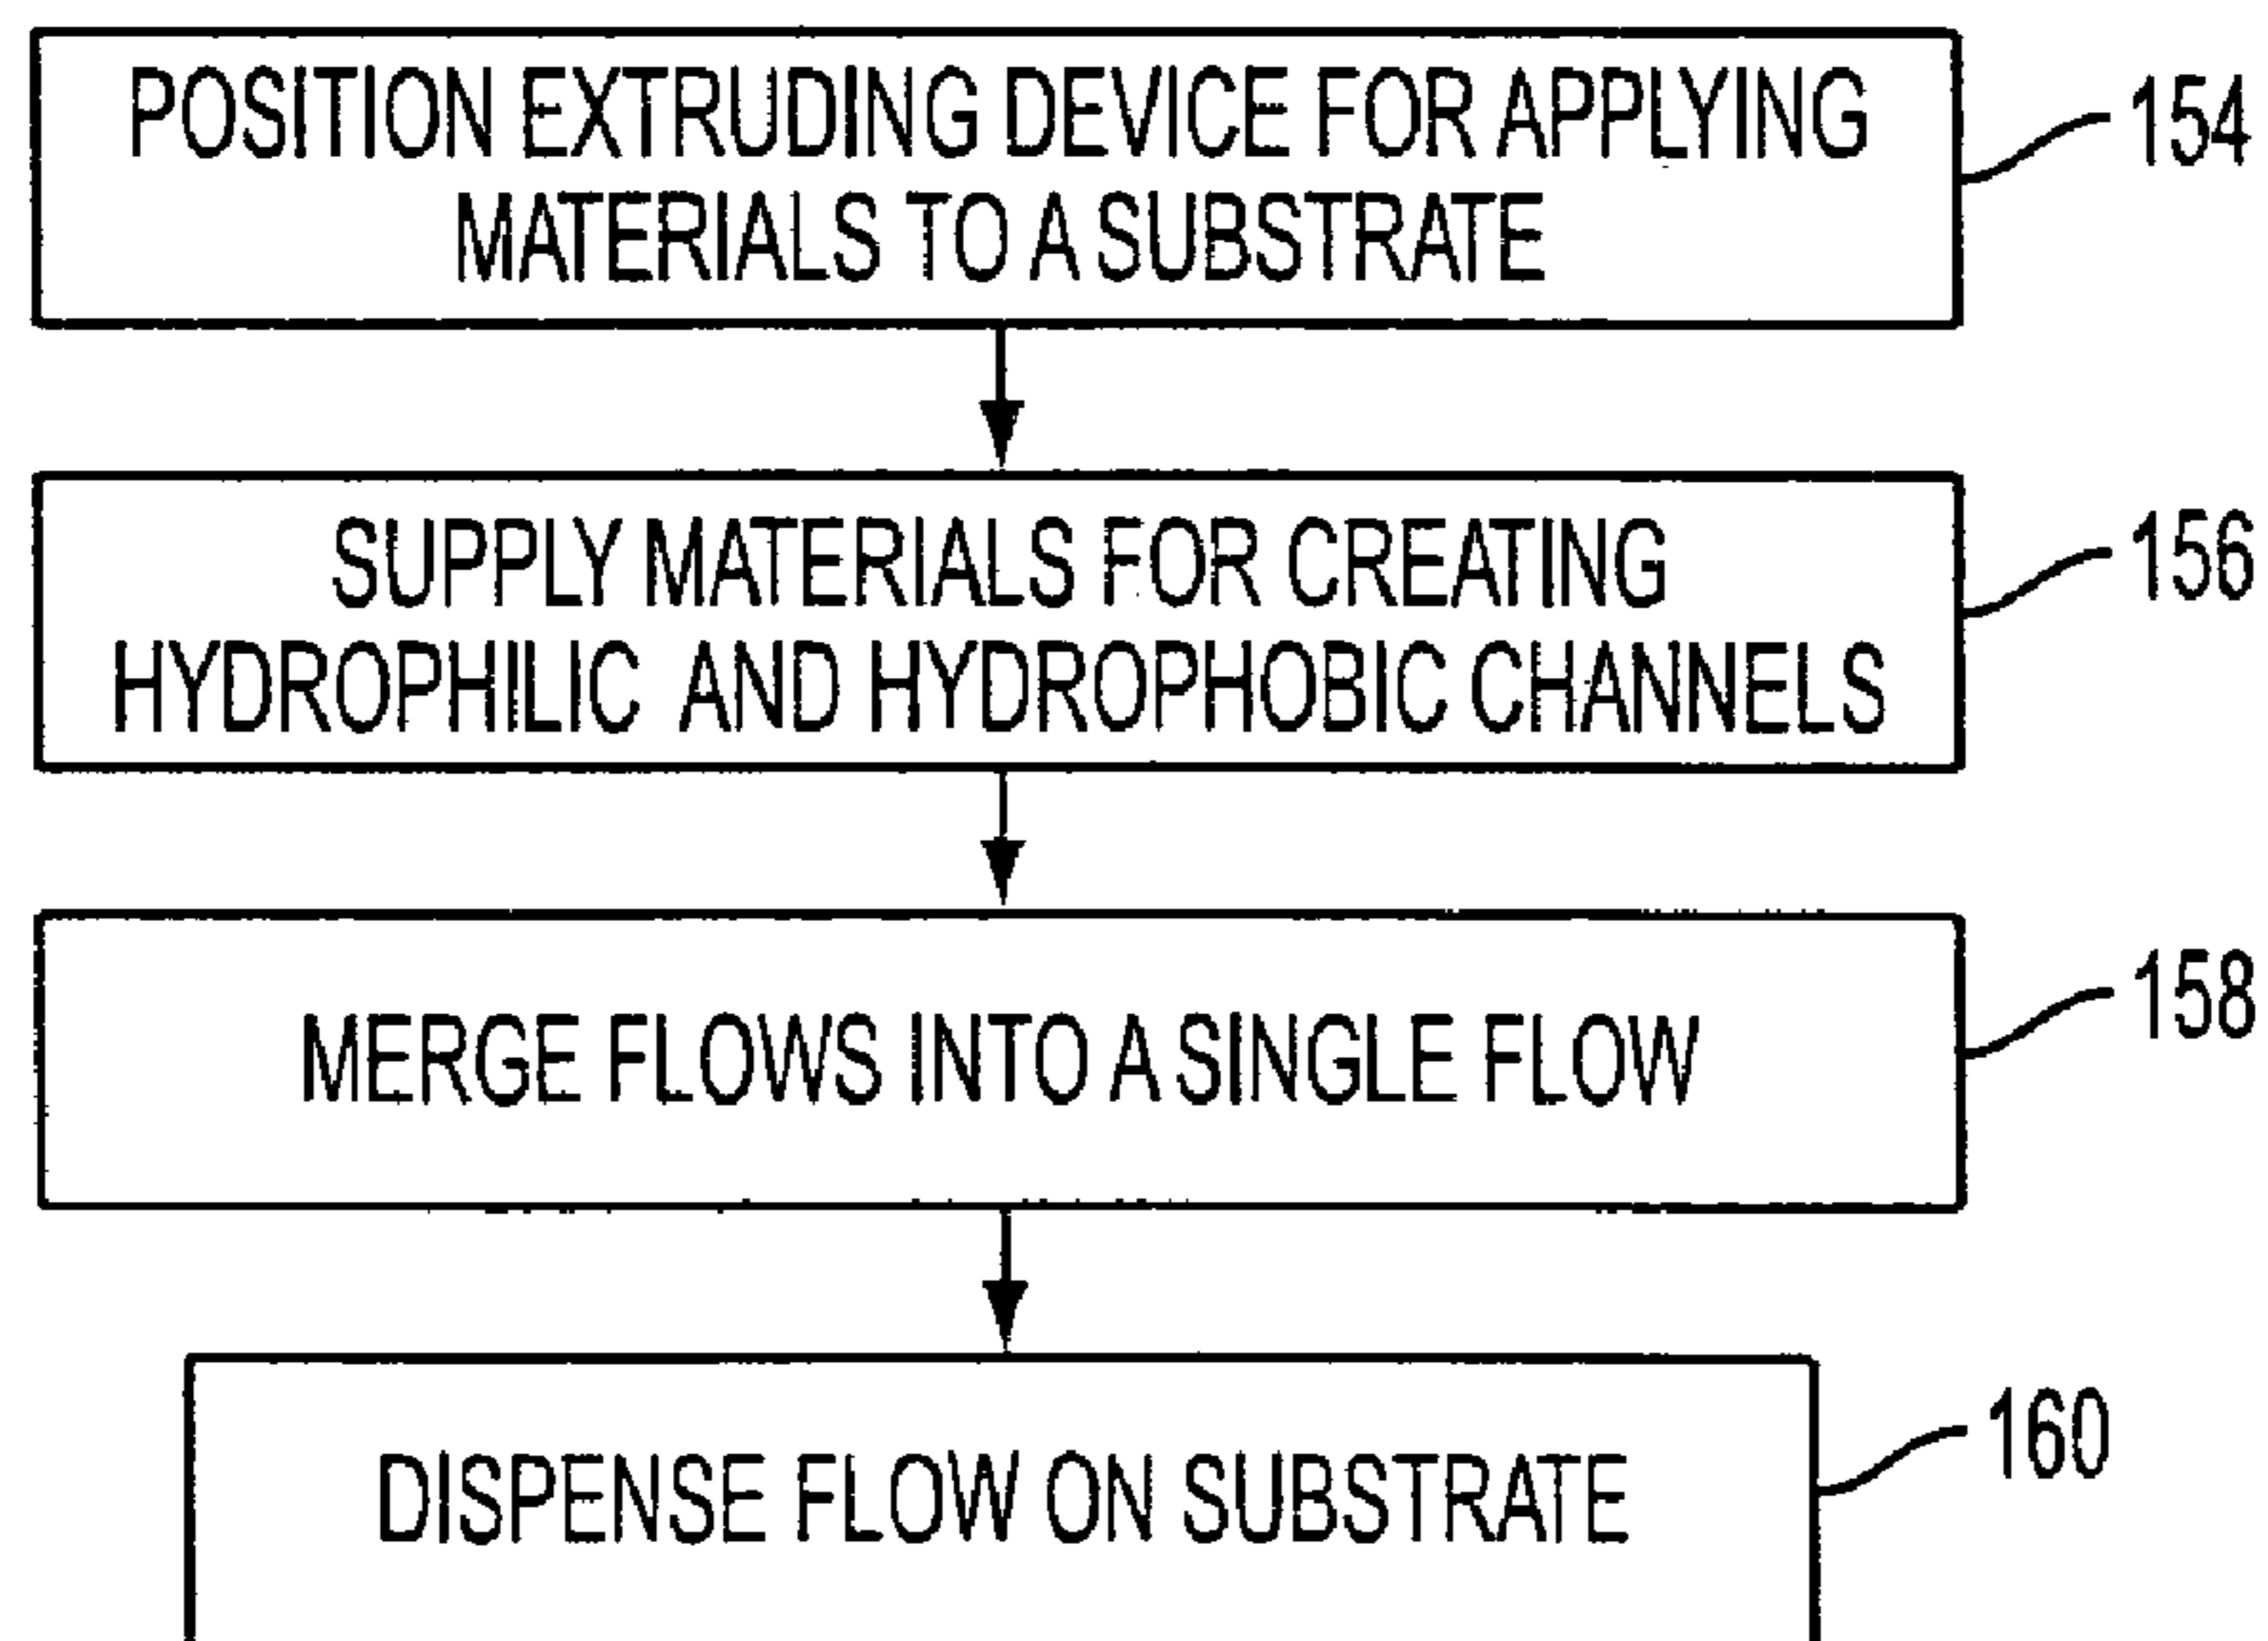 POSITION EXTRUDING DEVICE FOR APPLYING
MATERIALS TO A SUBSTRATE
154
SUPPLY MATERIALS FOR CREATING
HYDROPHILIC AND HYDROPHOBIC CHANNELS
156
MERGE FLOWS INTO A SINGLE FLOW
158
DISPENSE FLOW ON SUBSTRATE
160